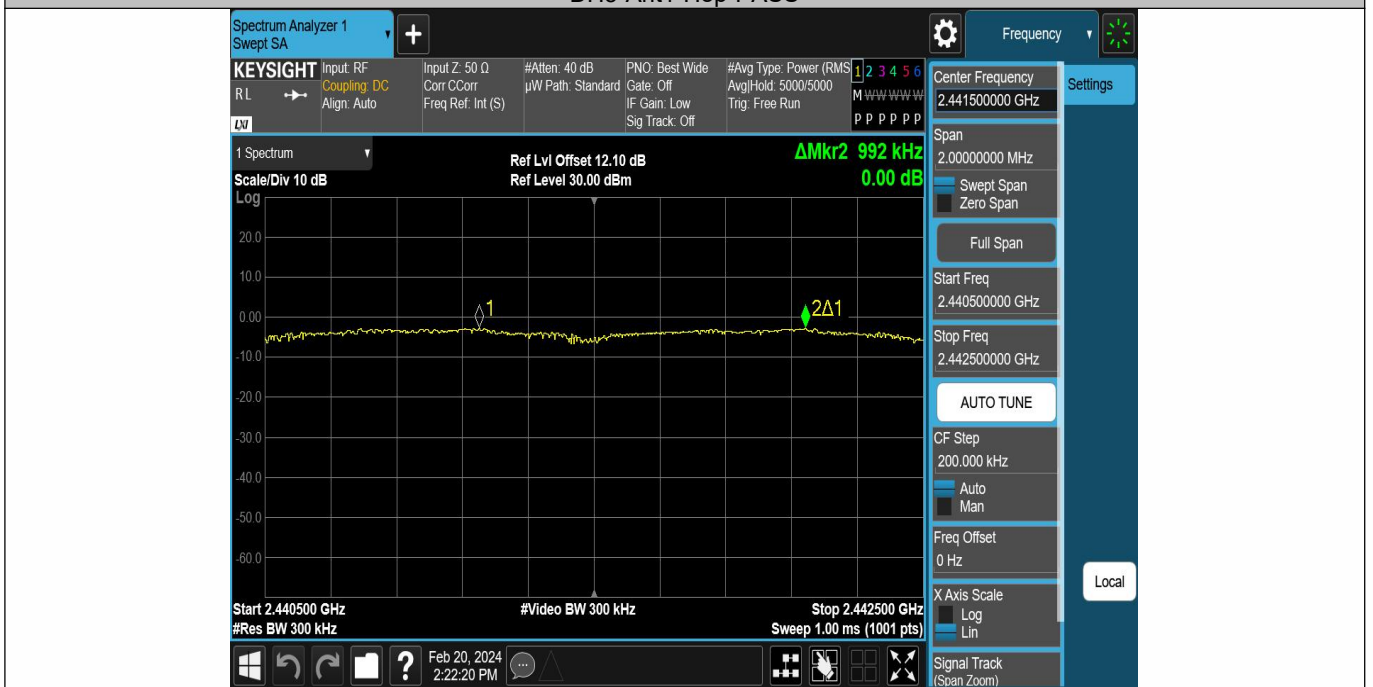 Spectrum Analyzer 1
Swept SA
Frequency
KEYSIGHT
RL
LXI
Input: RF
Coupling: DC
Align: Auto
Input Z: 50 Ω
Corr CCorr
Freq Ref: Int (S)
#Atten: 40 dB
µW Path: Standard
PNO: Best Wide
Gate: Off
IF Gain: Low
Sig Track: Off
#Avg Type: Power (RMS
Avg|Hold: 5000/5000
Trig: Free Run
1 2 3 4 5 6
M W W W W W
P P P P P P
1 Spectrum
Scale/Div 10 dB
Log
Ref Lvl Offset 12.10 dB
Ref Level 30.00 dBm
ΔMkr2 992 kHz
0.00 dB
20.0
10.0
0.00
-10.0
-20.0
-30.0
-40.0
-50.0
-60.0
1
2Δ1
Start 2.440500 GHz
#Res BW 300 kHz
#Video BW 300 kHz
Stop 2.442500 GHz
Sweep 1.00 ms (1001 pts)
Center Frequency
2.441500000 GHz
Settings
Span
2.00000000 MHz
Swept Span
Zero Span
Full Span
Start Freq
2.440500000 GHz
Stop Freq
2.442500000 GHz
AUTO TUNE
CF Step
200.000 kHz
Auto
Man
Freq Offset
0 Hz
X Axis Scale
Log
Lin
Local
Signal Track
(Span Zoom)
?
Feb 20, 2024
2:22:20 PM